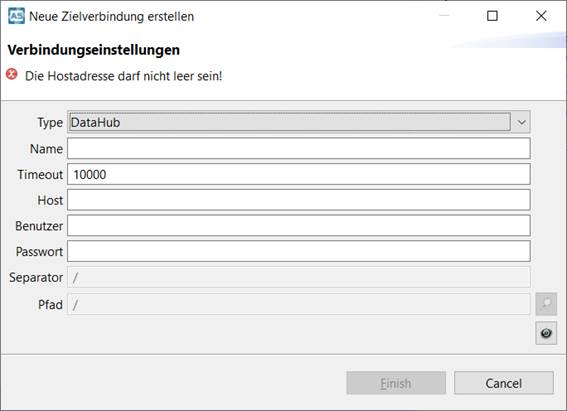 Neue Zielverbindung erstellen
Verbindungseinstellungen
Die Hostadresse darf nicht leer sein!
Type DataHub
Name
Timeout 10000
Host
Benutzer
Passwort
Separator /
Pfad /
Finish Cancel